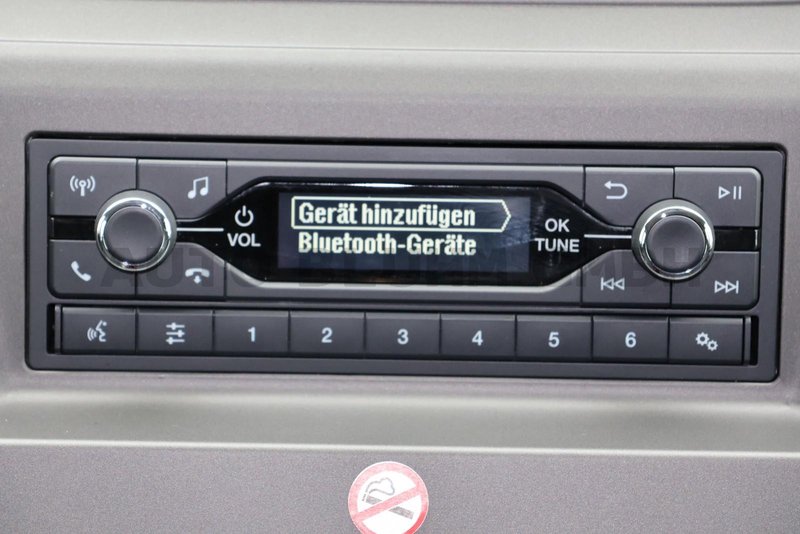 Gerät hinzufügen
Bluetooth-Geräte
VOL
OK
TUNE
1 2 3 4 5 6